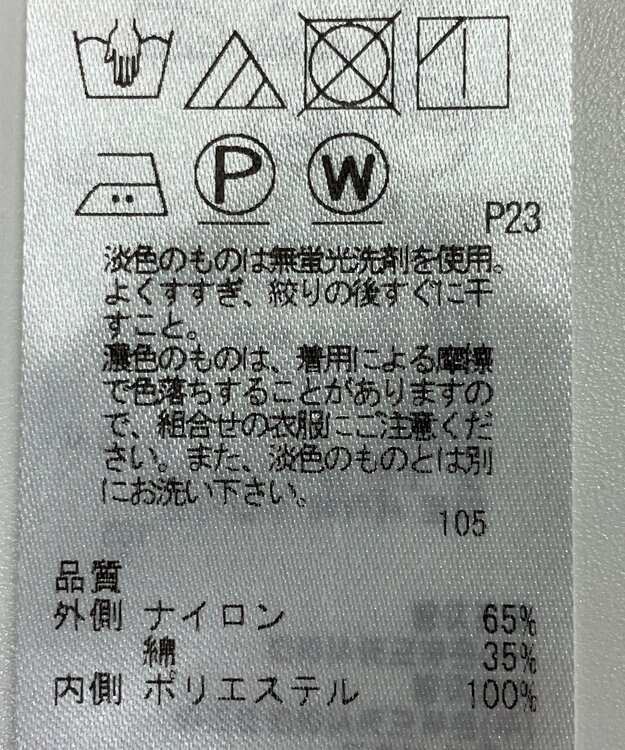 P W
P23
淡色のものは無蛍光洗剤を使用。
よくすすぎ、絞りの後すぐに干
すこと。
濃色のものは、着用による摩擦
で色落ちすることがありますの
で、組合せの衣服にご注意くだ
さい。また、淡色のものとは別
にお洗い下さい。
105
品質
外側 ナイロン 65%
綿 35%
内側 ポリエステル 100%